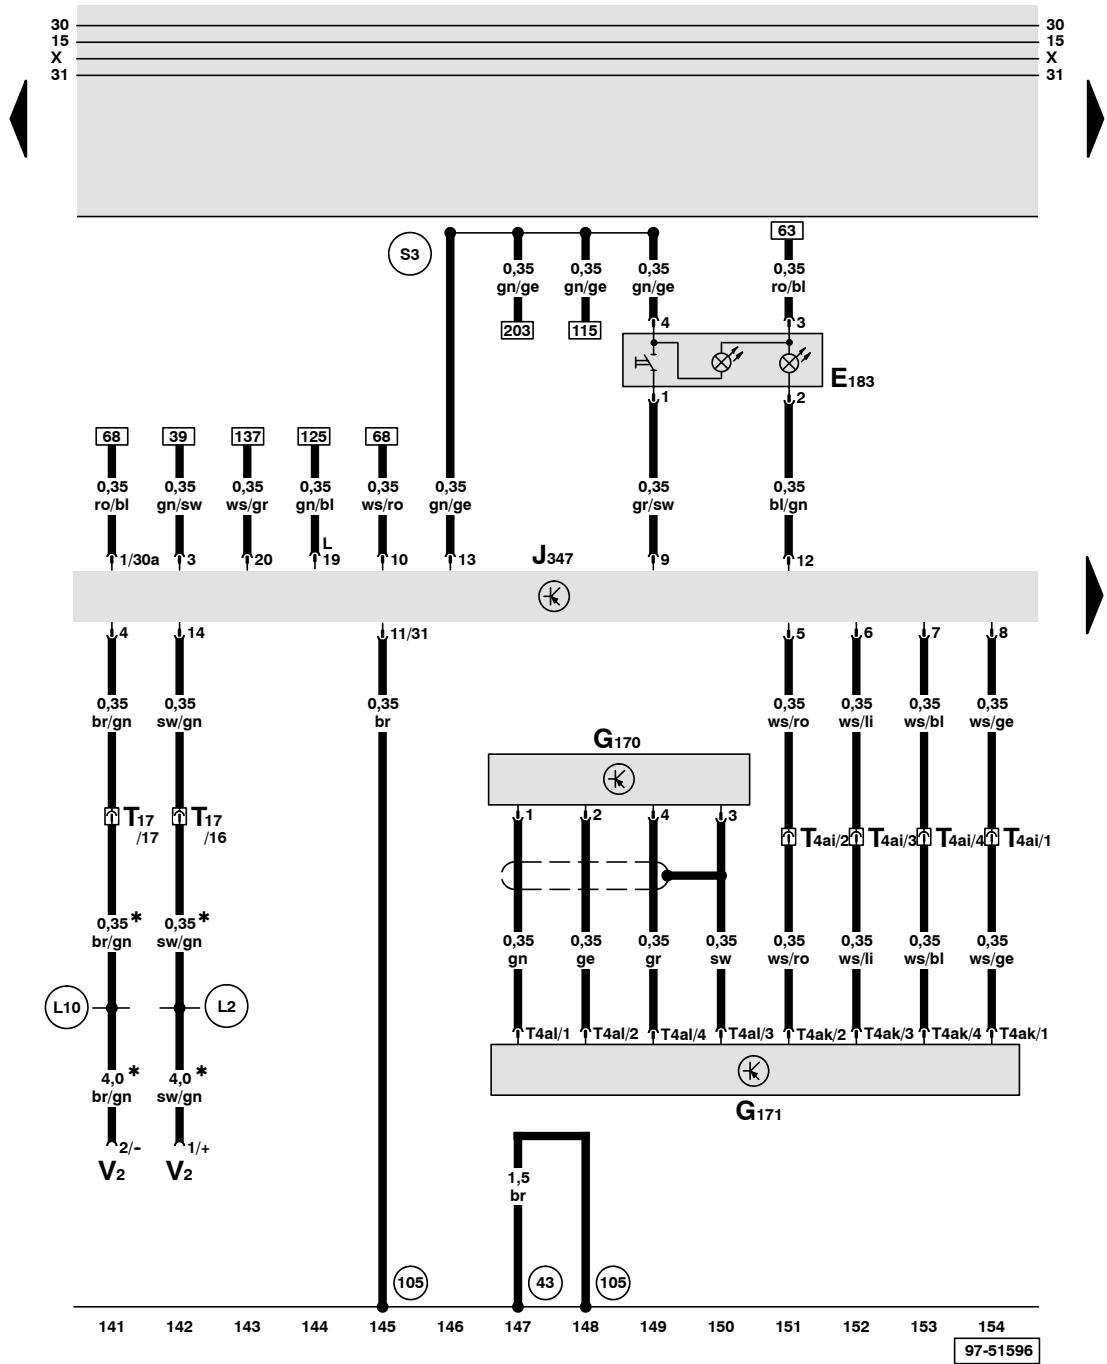 30 30
15 15
X X
31 31
S3
63
0,35 0,35 0,35 0,35
gn/ge gn/ge gn/ge ro/bl
203 115 4 3
E183
1 2
68 39 137 125 68
0,35 0,35 0,35 0,35 0,35 0,35 0,35 0,35
ro/bl gn/sw ws/gr gn/bl ws/ro gn/ge gr/sw bl/gn
L
1/30a 3 20 19 10 13 J347 9 12
4 14 11/31 5 6 7 8
0,35 0,35 0,35 0,35 0,35 0,35 0,35
br/gn sw/gn br ws/ro ws/li ws/bl ws/ge
G170
T17 T17 1 2 4 3
/17 /16 T4ai/2 T4ai/3 T4ai/4 T4ai/1
0,35* 0,35*
br/gn sw/gn
0,35 0,35 0,35 0,35 0,35 0,35 0,35 0,35
gn ge gr sw ws/ro ws/li ws/bl ws/ge
L10 L2
T4al/1 T4al/2 T4al/4 T4al/3 T4ak/2 T4ak/3 T4ak/4 T4ak/1
4,0* 4,0*
br/gn sw/gn
G171
2/- 1/+
V2 V2
1,5
br
105 43 105
141 142 143 144 145 146 147 148 149 150 151 152 153 154
97-51596